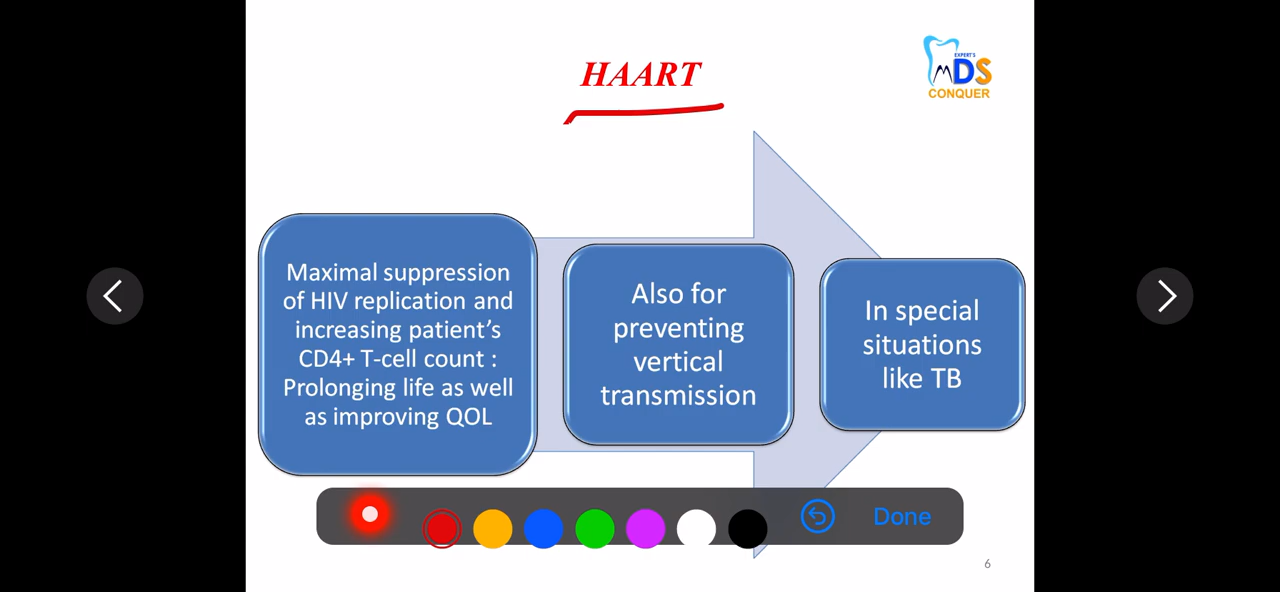 HAART
EXPERT'S
MDS
CONQUER
Maximal suppression
of HIV replication and
increasing patient's
CD4+ T-cell count :
Prolonging life as well
as improving QOL
Also for
preventing
vertical
transmission
In special
situations
like TB
Done
6